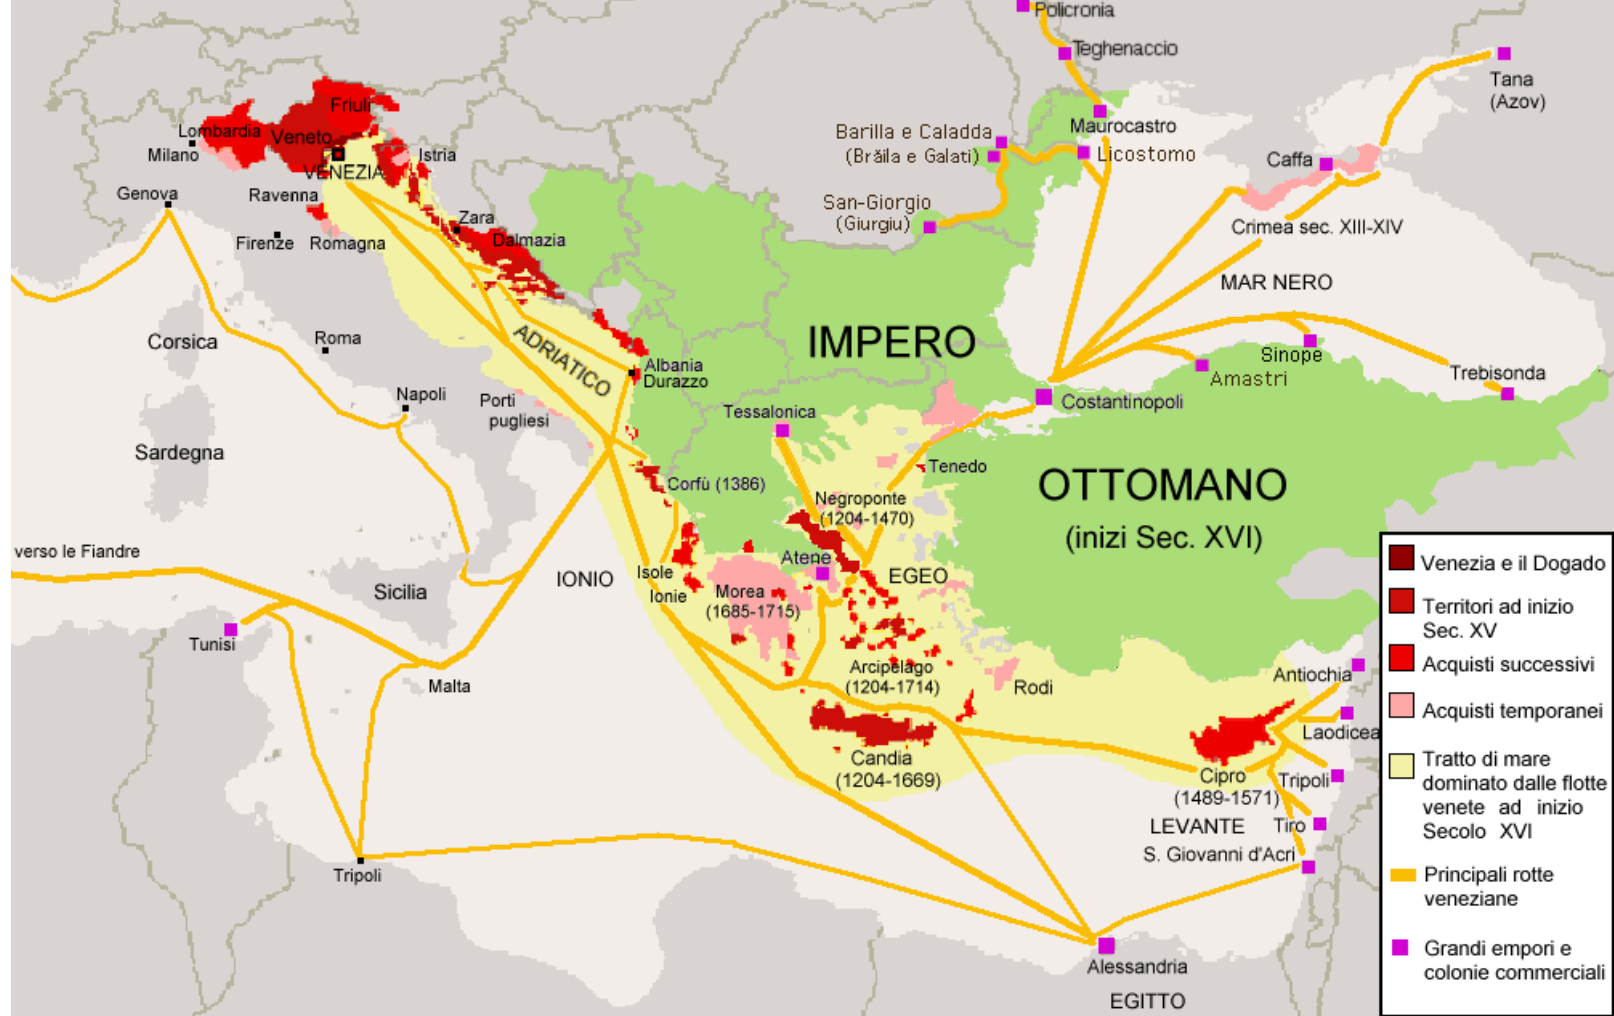 Policronia
Teghenaccio
Tana
(Azov)
Friuli
Lombardia
Veneto
Milano
Istria
VENEZIA
Barilla e Caladda
(Brăila e Galati)
Maurocastro
Licostomo
Caffa
Genova
Ravenna
Zara
San-Giorgio
(Giurgiu)
Crimea sec. XIII-XIV
Firenze
Romagna
Dalmazia
MAR NERO
Corsica
Roma
ADRIATICO
IMPERO
Sinope
Amastri
Trebisonda
Albania
Durazzo
Napoli
Porti
pugliesi
Tessalonica
Costantinopoli
Sardegna
Tenedo
Corfù (1386)
OTTOMANO
(inizi Sec. XVI)
Negroponte
(1204-1470)
verso le Fiandre
Atene
EGEO
IONIO
Isole
Ionie
Sicilia
Morea
(1685-1715)
Tunisi
Malta
Arcipelago
(1204-1714)
Rodi
Antiochia
Laodicea
Candia
(1204-1669)
Cipro
(1489-1571)
Tripoli
LEVANTE
Tiro
S. Giovanni d'Acri
Tripoli
Alessandria
EGITTO
Venezia e il Dogado
Territori ad inizio
Sec. XV
Acquisti successivi
Acquisti temporanei
Tratto di mare
dominato dalle flotte
venete ad inizio
Secolo XVI
Principali rotte
veneziane
Grandi empori e
colonie commerciali